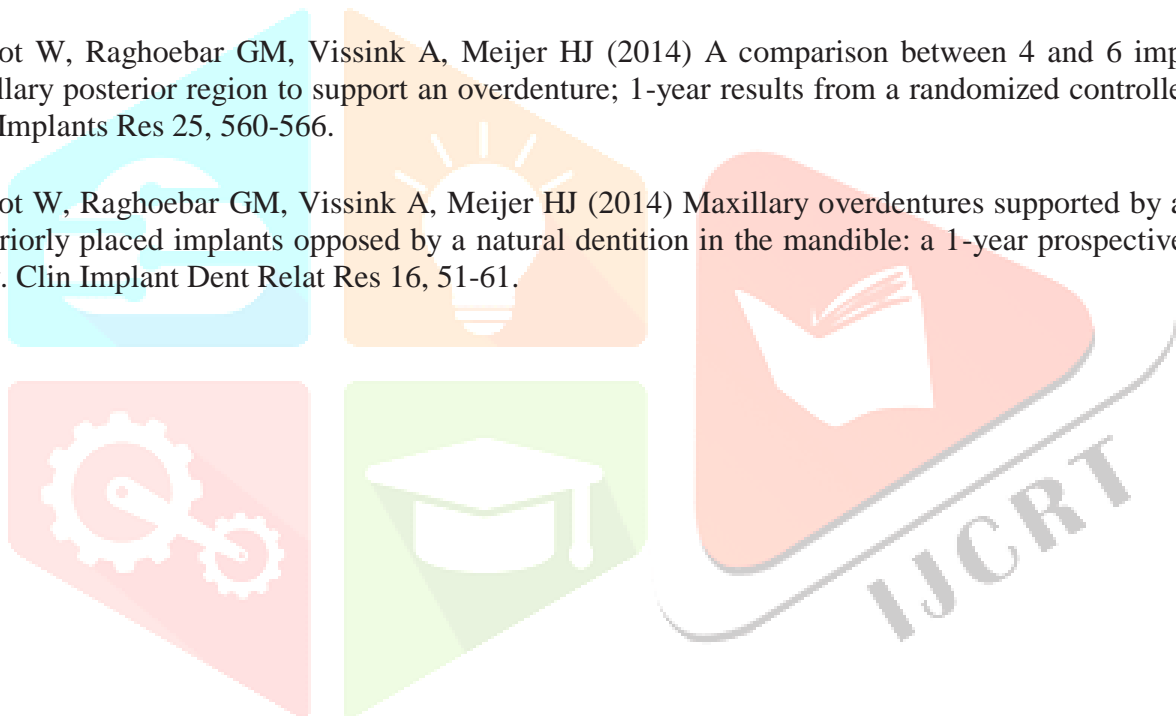 ot W, Raghoebar GM, Vissink A, Meijer HJ (2014) A comparison between 4 and 6 imp
llary posterior region to support an overdenture; 1-year results from a randomized controlle
Implants Res 25, 560-566.
ot W, Raghoebar GM, Vissink A, Meijer HJ (2014) Maxillary overdentures supported by a
riorly placed implants opposed by a natural dentition in the mandible: a 1-year prospective
. Clin Implant Dent Relat Res 16, 51-61.
IJCRT